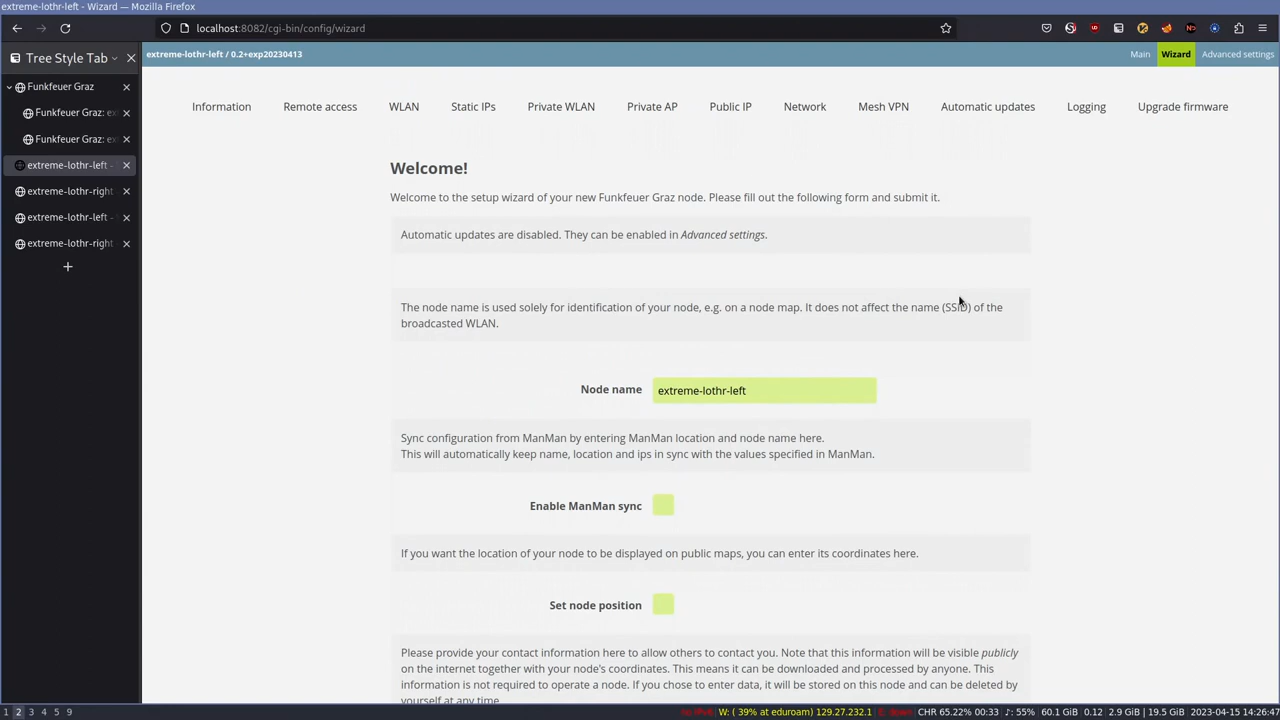 extreme-lothr-left - Wizard — Mozilla Firefox
localhost:8082/cgi-bin/config/wizard
Tree Style Tab
Funkfeuer Graz
Funkfeuer Graz: ex
Funkfeuer Graz: ex
extreme-lothr-left -
extreme-lothr-right
extreme-lothr-left -
extreme-lothr-right
extreme-lothr-left / 0.2+exp20230413
Main Wizard Advanced settings
Information Remote access WLAN Static IPs Private WLAN Private AP Public IP Network Mesh VPN Automatic updates Logging Upgrade firmware
Welcome!
Welcome to the setup wizard of your new Funkfeuer Graz node. Please fill out the following form and submit it.
Automatic updates are disabled. They can be enabled in Advanced settings.
The node name is used solely for identification of your node, e.g. on a node map. It does not affect the name (SSID) of the
broadcasted WLAN.
Node name extreme-lothr-left
Sync configuration from ManMan by entering ManMan location and node name here.
This will automatically keep name, location and ips in sync with the values specified in ManMan.
Enable ManMan sync
If you want the location of your node to be displayed on public maps, you can enter its coordinates here.
Set node position
Please provide your contact information here to allow others to contact you. Note that this information will be visible publicly
on the internet together with your node's coordinates. This means it can be downloaded and processed by anyone. This
information is not required to operate a node. If you chose to enter data, it will be stored on this node and can be deleted by
yourself at any time.
1 2 3 4 5 9
no IPv6 W: ( 39% at eduroam) 129.27.232.1 E: down CHR 65.22% 00:33 ♪: 55% 60.1 GiB 0.12 2.9 GiB | 19.5 GiB 2023-04-15 14:26:47